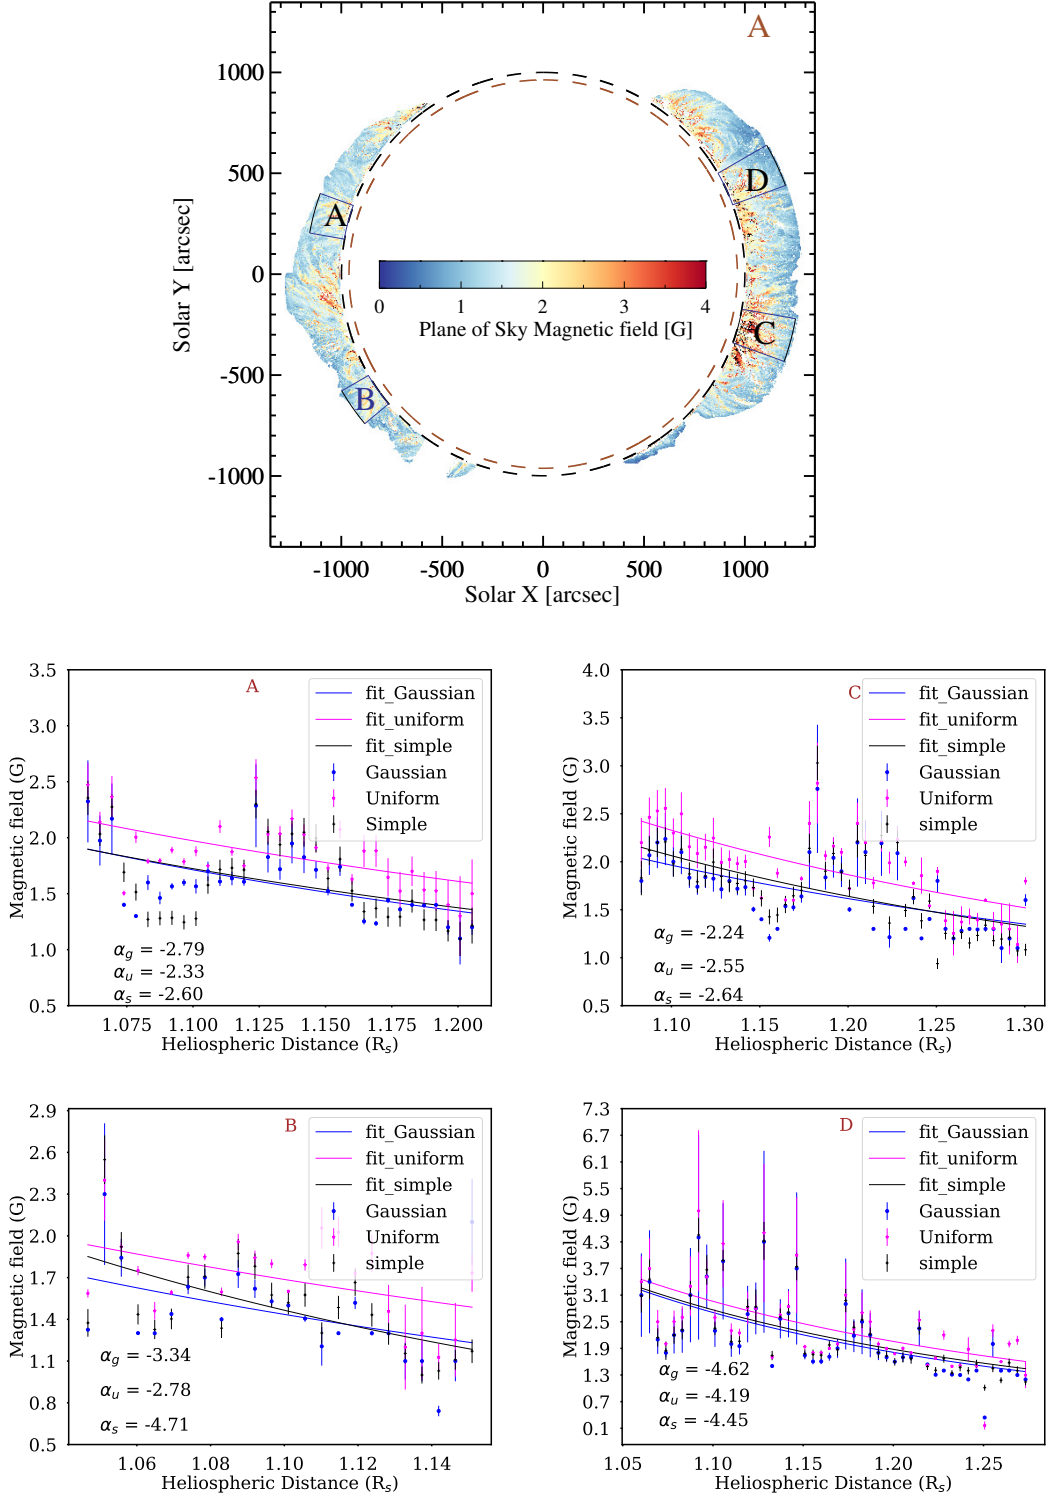 A
1000
500
0
-500
-1000
Solar Y [arcsec]
A
B
C
D
0 1 2 3 4
Plane of Sky Magnetic field [G]
-1000 -500 0 500 1000
Solar X [arcsec]
A
fit_Gaussian
fit_uniform
fit_simple
Gaussian
Uniform
Simple
3.5
3.0
2.5
2.0
1.5
1.0
0.5
Magnetic field (G)
α_g = -2.79
α_u = -2.33
α_s = -2.60
1.075 1.100 1.125 1.150 1.175 1.200
Heliospheric Distance (R_s)
C
fit_Gaussian
fit_uniform
fit_simple
Gaussian
Uniform
simple
4.0
3.5
3.0
2.5
2.0
1.5
1.0
0.5
Magnetic field (G)
α_g = -2.24
α_u = -2.55
α_s = -2.64
1.10 1.15 1.20 1.25 1.30
Heliospheric Distance (R_s)
B
fit_Gaussian
fit_uniform
fit_simple
Gaussian
Uniform
simple
2.9
2.6
2.3
2.0
1.7
1.4
1.1
0.8
0.5
Magnetic field (G)
α_g = -3.34
α_u = -2.78
α_s = -4.71
1.06 1.08 1.10 1.12 1.14
Heliospheric Distance (R_s)
D
fit_Gaussian
fit_uniform
fit_simple
Gaussian
Uniform
simple
7.3
6.7
6.1
5.5
4.9
4.3
3.7
3.1
2.5
1.9
1.3
0.7
0.1
Magnetic field (G)
α_g = -4.62
α_u = -4.19
α_s = -4.45
1.05 1.10 1.15 1.20 1.25
Heliospheric Distance (R_s)